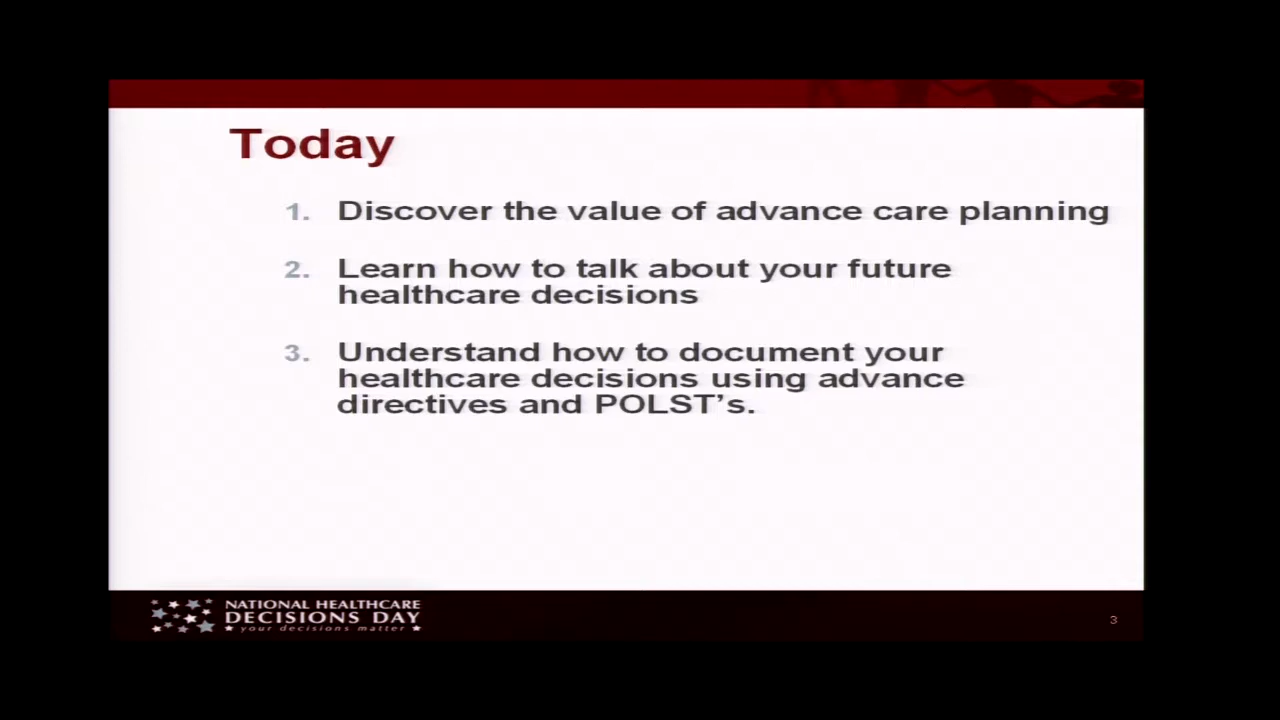 Today
1. Discover the value of advance care planning
2. Learn how to talk about your future
healthcare decisions
3. Understand how to document your
healthcare decisions using advance
directives and POLST’s.
NATIONAL HEALTHCARE
DECISIONS DAY
your decisions matter
3